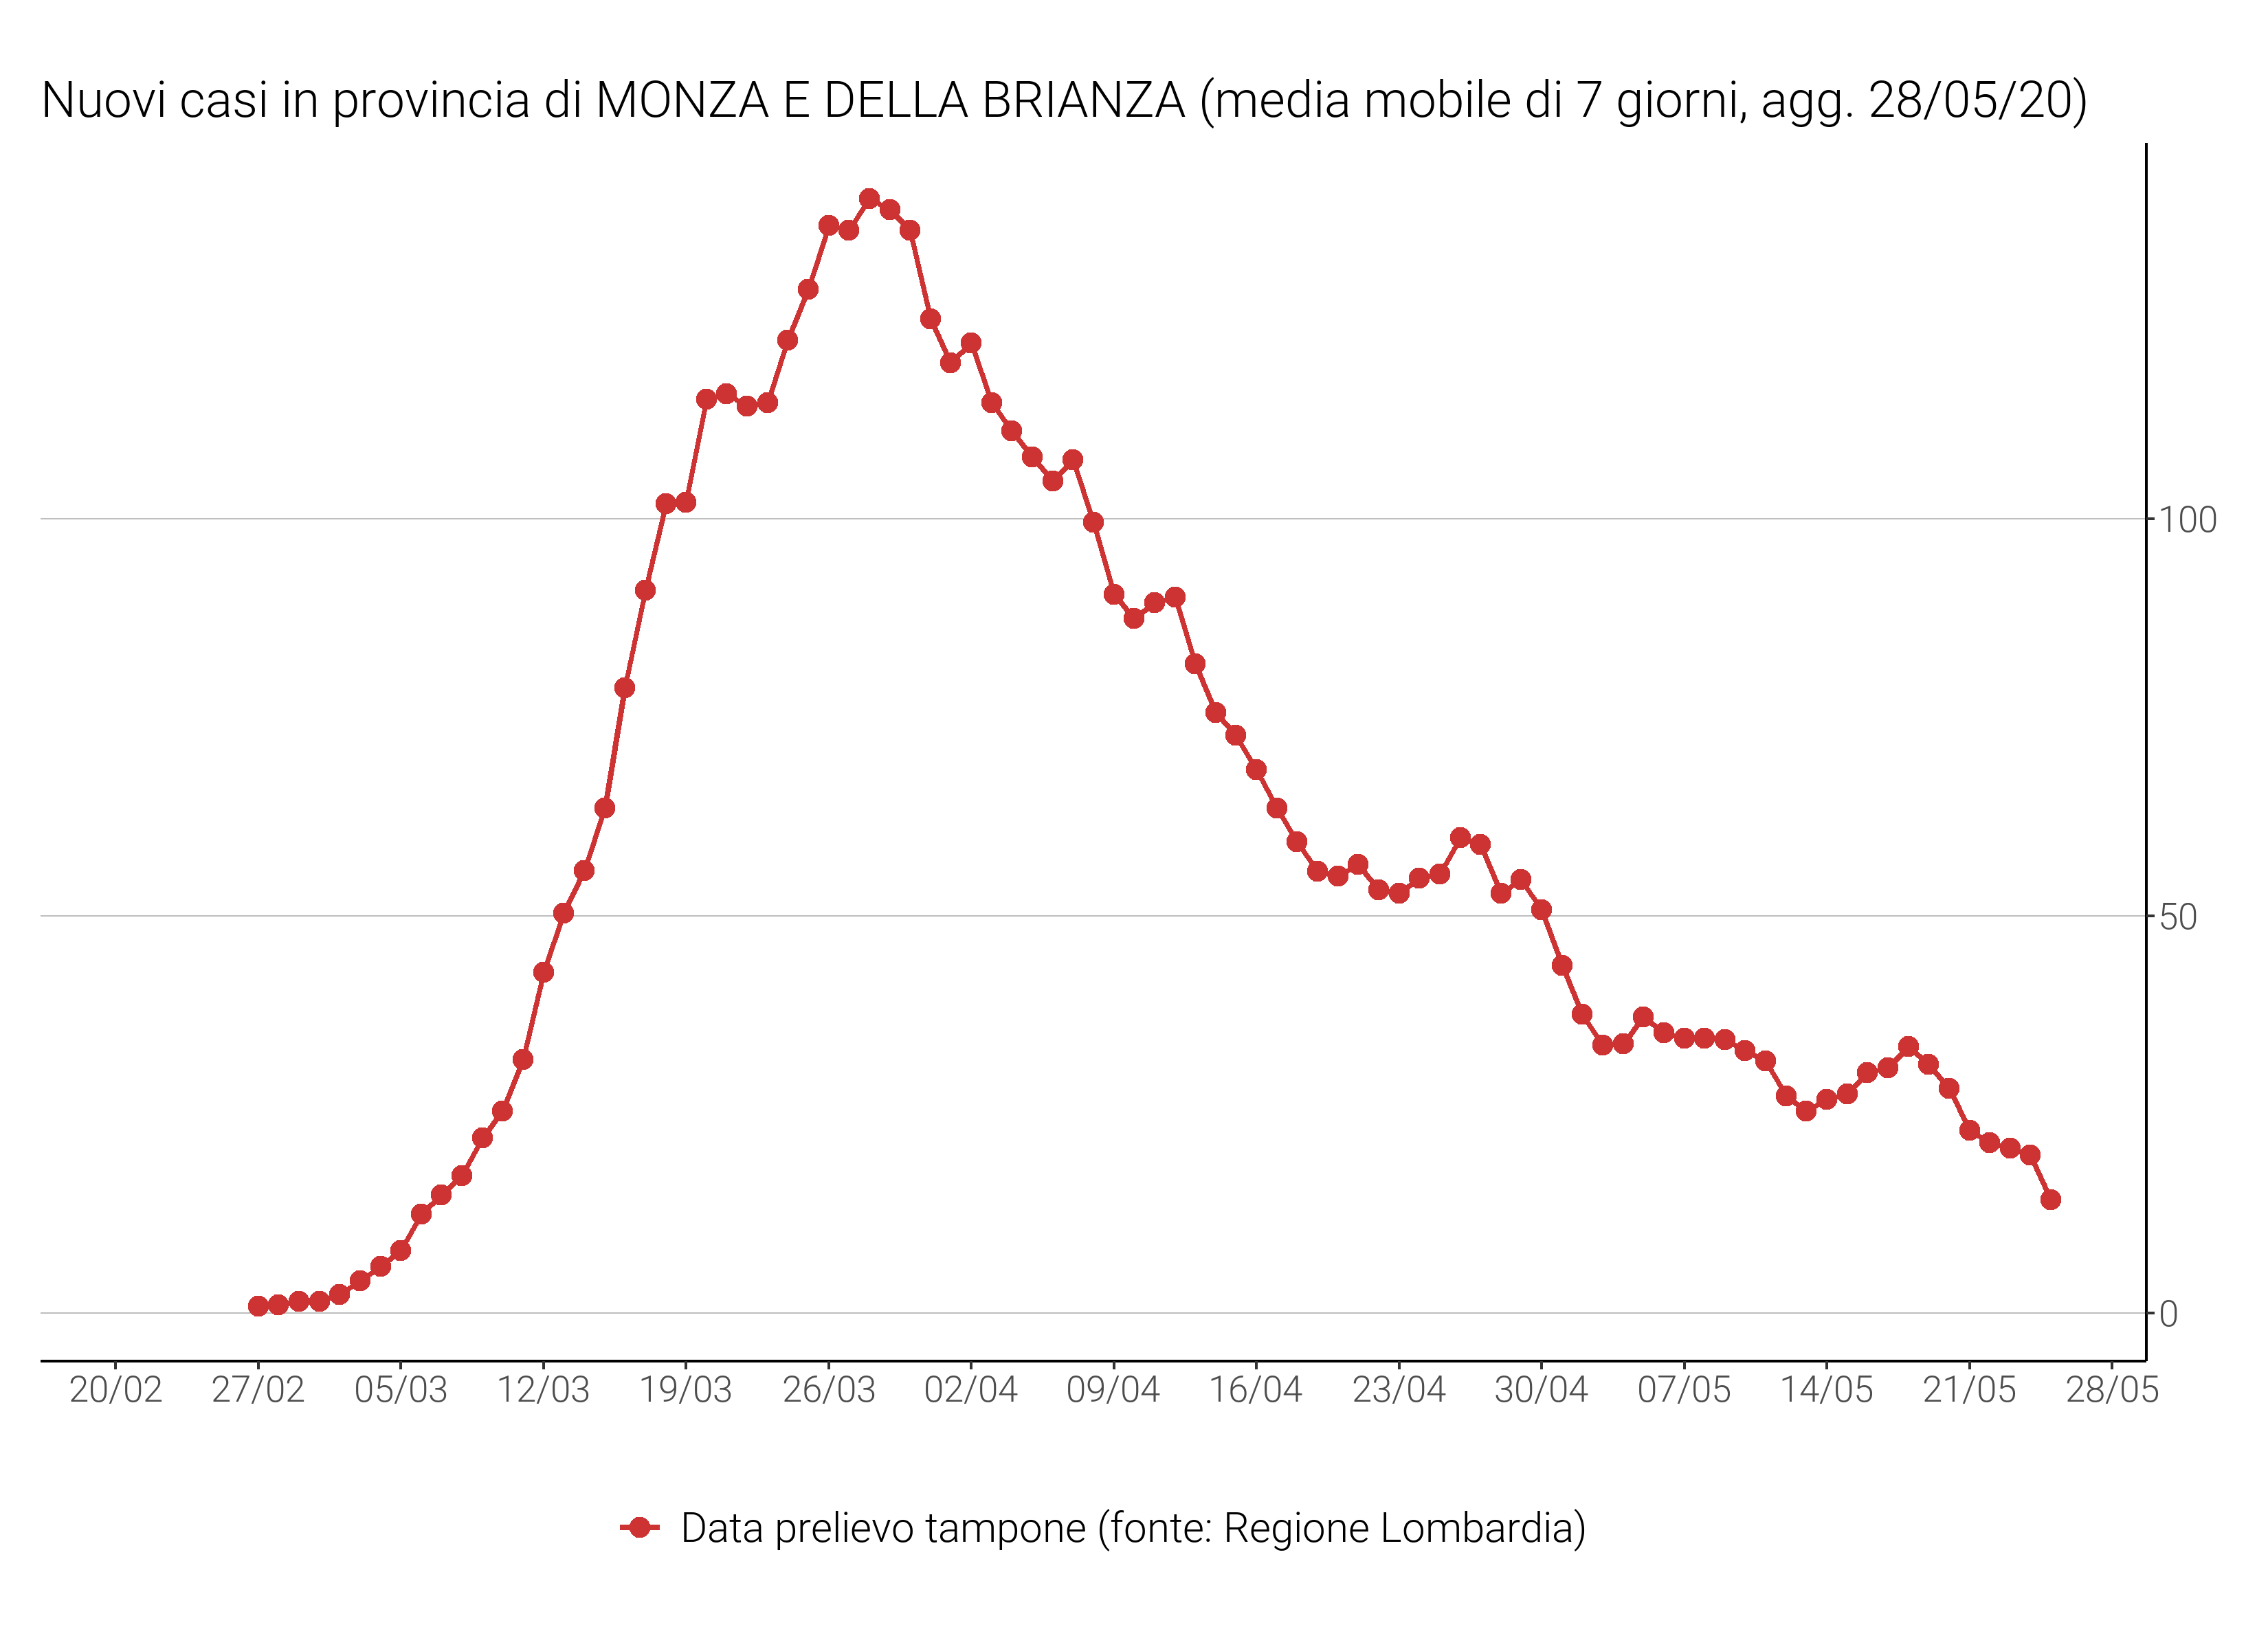 Nuovi casi in provincia di MONZA E DELLA BRIANZA (media mobile di 7 giorni, agg. 28/05/20)
100
50
0
20/02 27/02 05/03 12/03 19/03 26/03 02/04 09/04 16/04 23/04 30/04 07/05 14/05 21/05 28/05
Data prelievo tampone (fonte: Regione Lombardia)